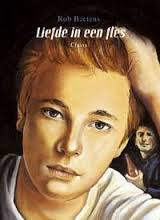 Rob Baetens
Liefde in een fles
Clavis